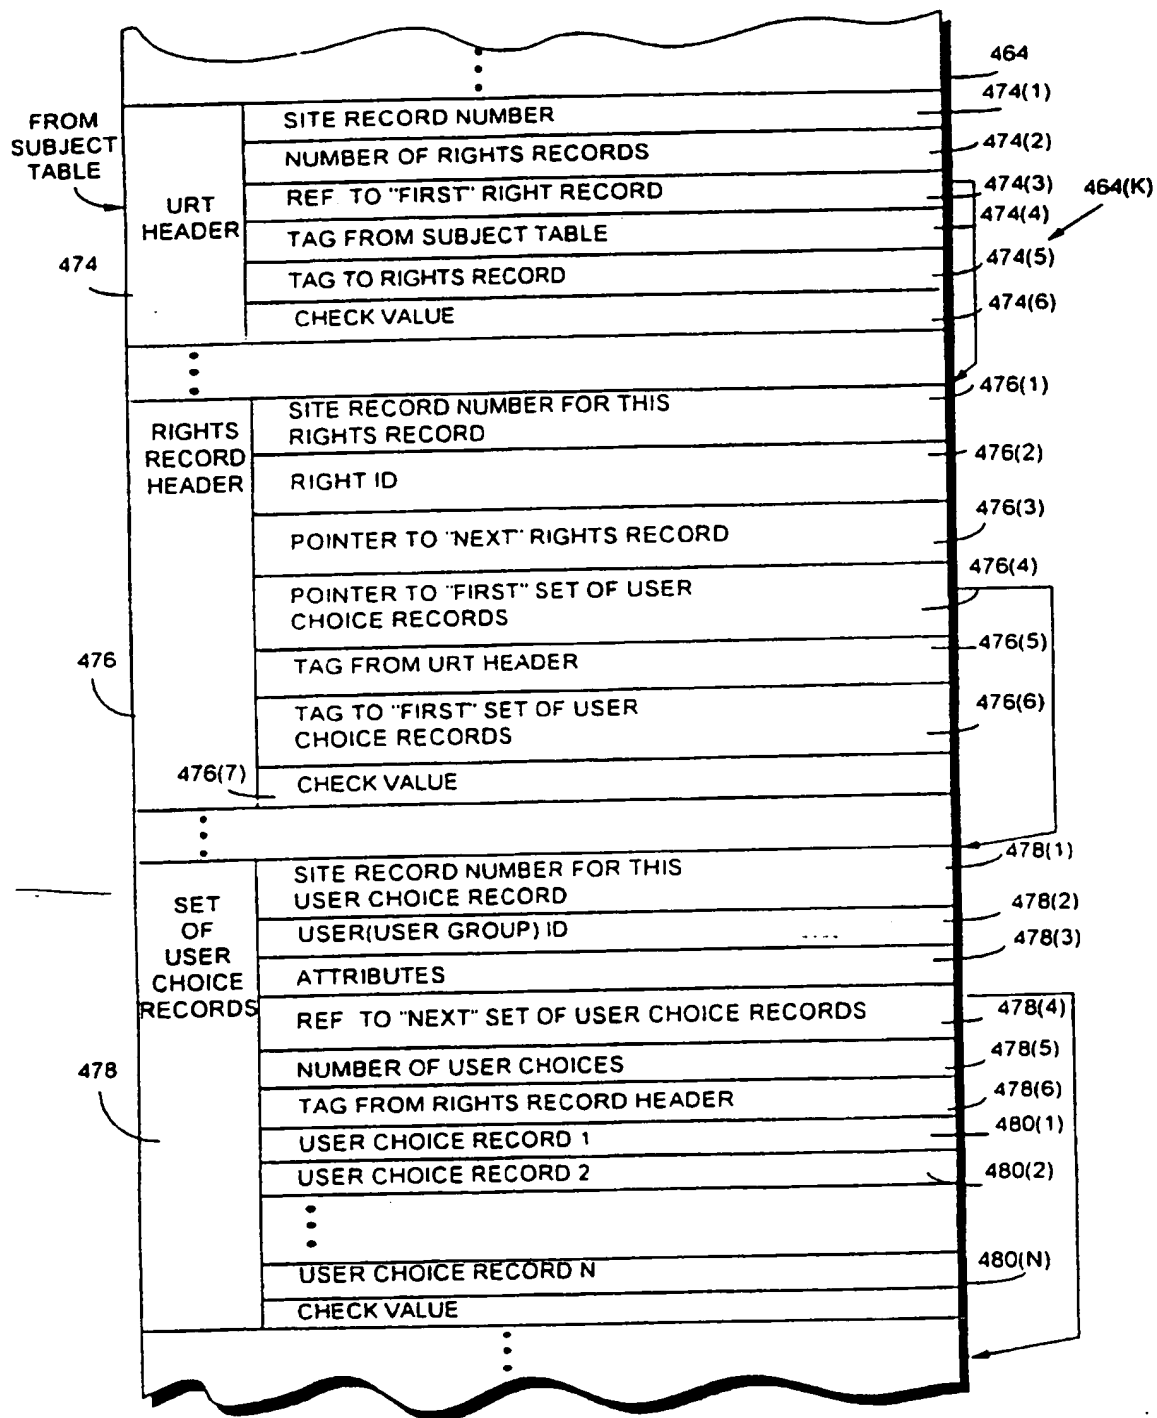 464
FROM
SUBJECT
TABLE
URT
HEADER
474
SITE RECORD NUMBER
474(1)
NUMBER OF RIGHTS RECORDS
474(2)
REF TO "FIRST" RIGHT RECORD
474(3)
464(K)
TAG FROM SUBJECT TABLE
474(4)
TAG TO RIGHTS RECORD
474(5)
CHECK VALUE
474(6)
RIGHTS
RECORD
HEADER
476
SITE RECORD NUMBER FOR THIS
RIGHTS RECORD
476(1)
RIGHT ID
476(2)
POINTER TO "NEXT" RIGHTS RECORD
476(3)
POINTER TO "FIRST" SET OF USER
CHOICE RECORDS
476(4)
TAG FROM URT HEADER
476(5)
TAG TO "FIRST" SET OF USER
CHOICE RECORDS
476(6)
476(7)
CHECK VALUE
SET
OF
USER
CHOICE
RECORDS
478
SITE RECORD NUMBER FOR THIS
USER CHOICE RECORD
478(1)
USER(USER GROUP) ID
478(2)
ATTRIBUTES
478(3)
REF TO "NEXT" SET OF USER CHOICE RECORDS
478(4)
NUMBER OF USER CHOICES
478(5)
TAG FROM RIGHTS RECORD HEADER
478(6)
USER CHOICE RECORD 1
480(1)
USER CHOICE RECORD 2
480(2)
USER CHOICE RECORD N
480(N)
CHECK VALUE